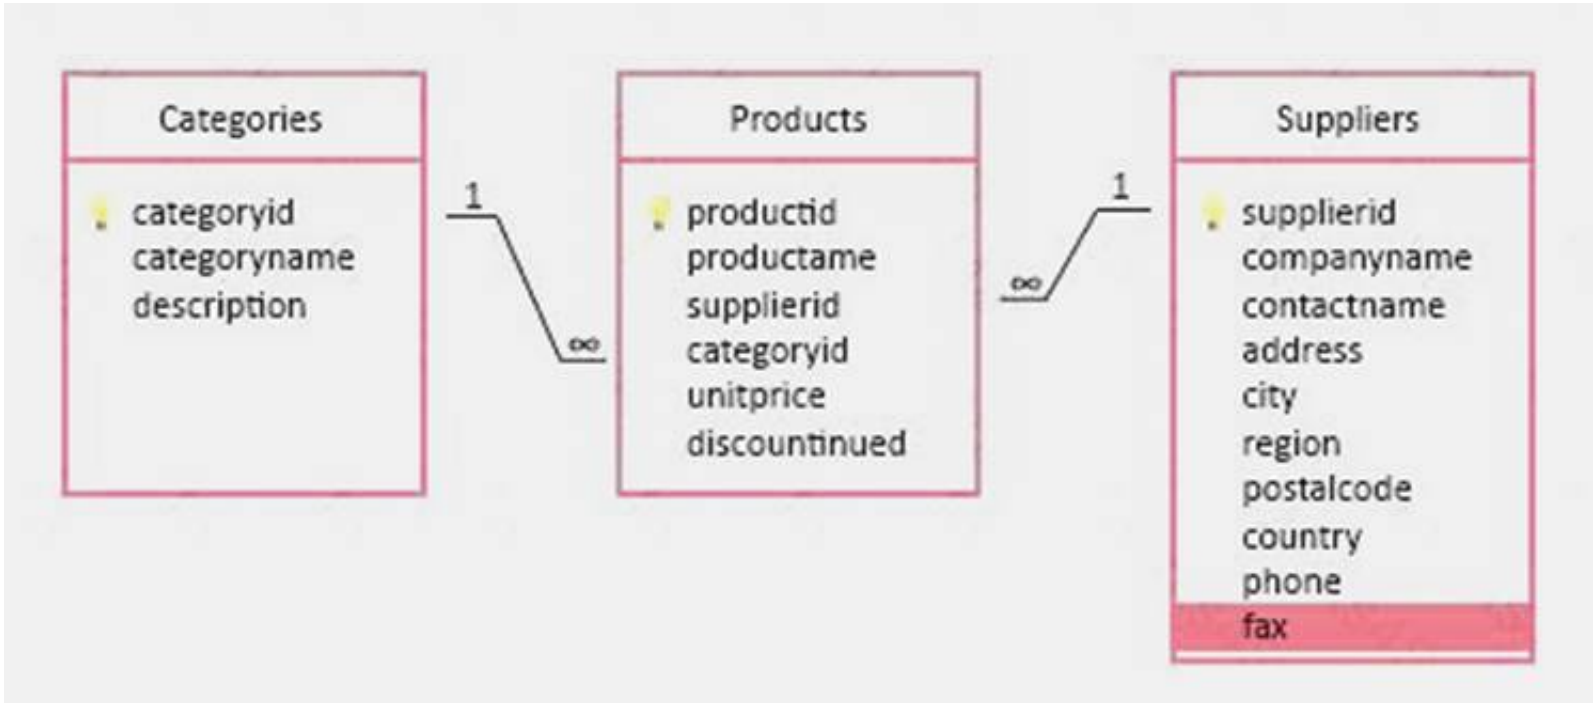 Categories
categoryid
categoryname
description
1
∞
Products
productid
productame
supplierid
categoryid
unitprice
discountinued
1
∞
Suppliers
supplierid
companyname
contactname
address
city
region
postalcode
country
phone
fax